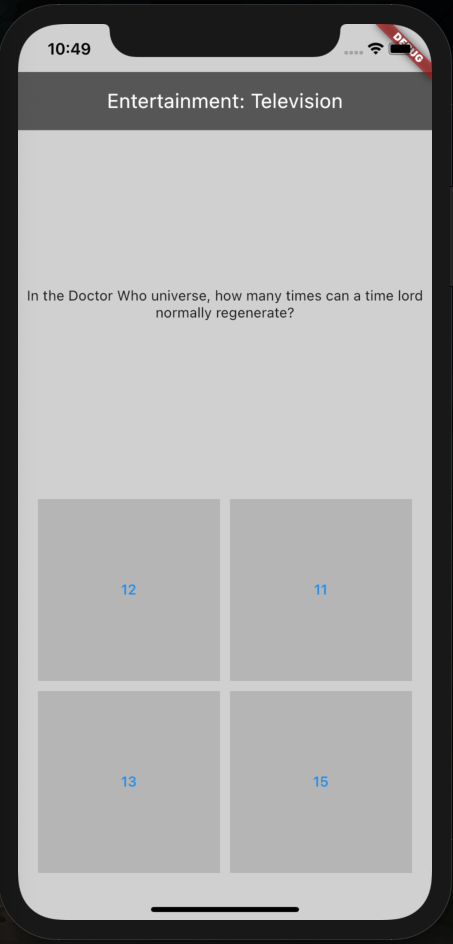 10:49
DEBUG
Entertainment: Television
In the Doctor Who universe, how many times can a time lord
normally regenerate?
12
11
13
15